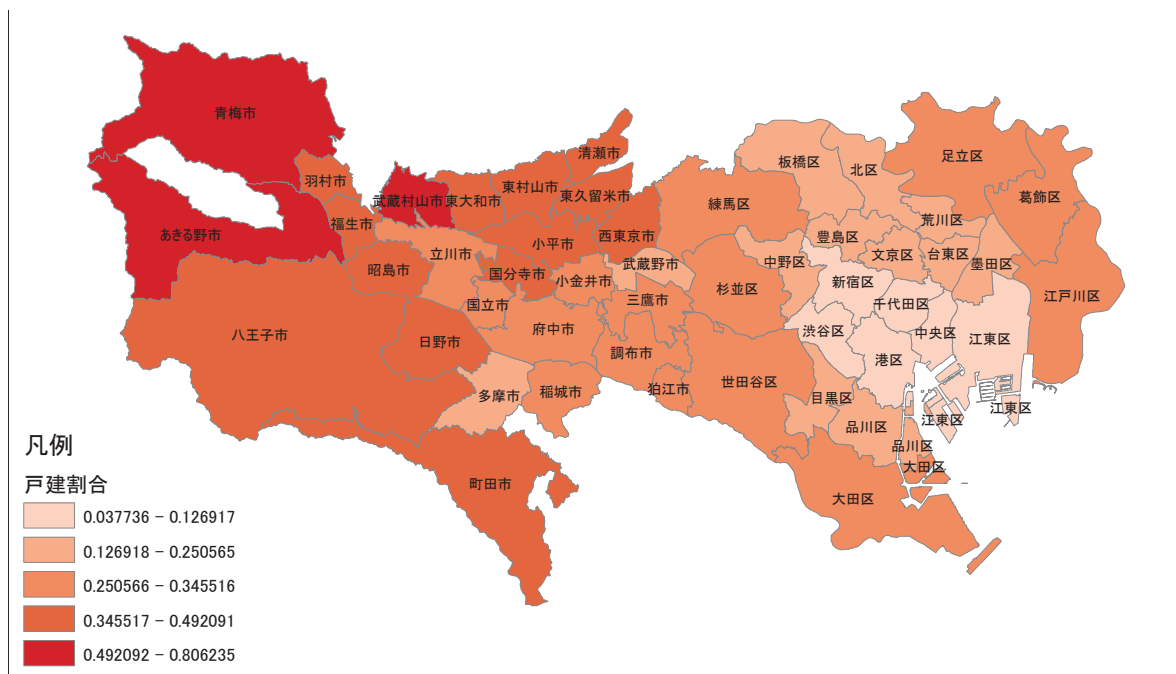 青梅市
清瀬市
板橋区
北区
足立区
羽村市
武蔵村山市
東大和市
東村山市
東久留米市
練馬区
葛飾区
福生市
あきる野市
小平市
西東京市
荒川区
豊島区
文京区
台東区
墨田区
立川市
昭島市
国分寺市
小金井市
武蔵野市
中野区
新宿区
杉並区
千代田区
江戸川区
国立市
三鷹市
八王子市
日野市
府中市
渋谷区
中央区
江東区
調布市
港区
多摩市
稲城市
狛江市
世田谷区
目黒区
江東区
江東区
品川区
品川区
大田区
町田市
大田区
凡例
戸建割合
0.037736 - 0.126917
0.126918 - 0.250565
0.250566 - 0.345516
0.345517 - 0.492091
0.492092 - 0.806235